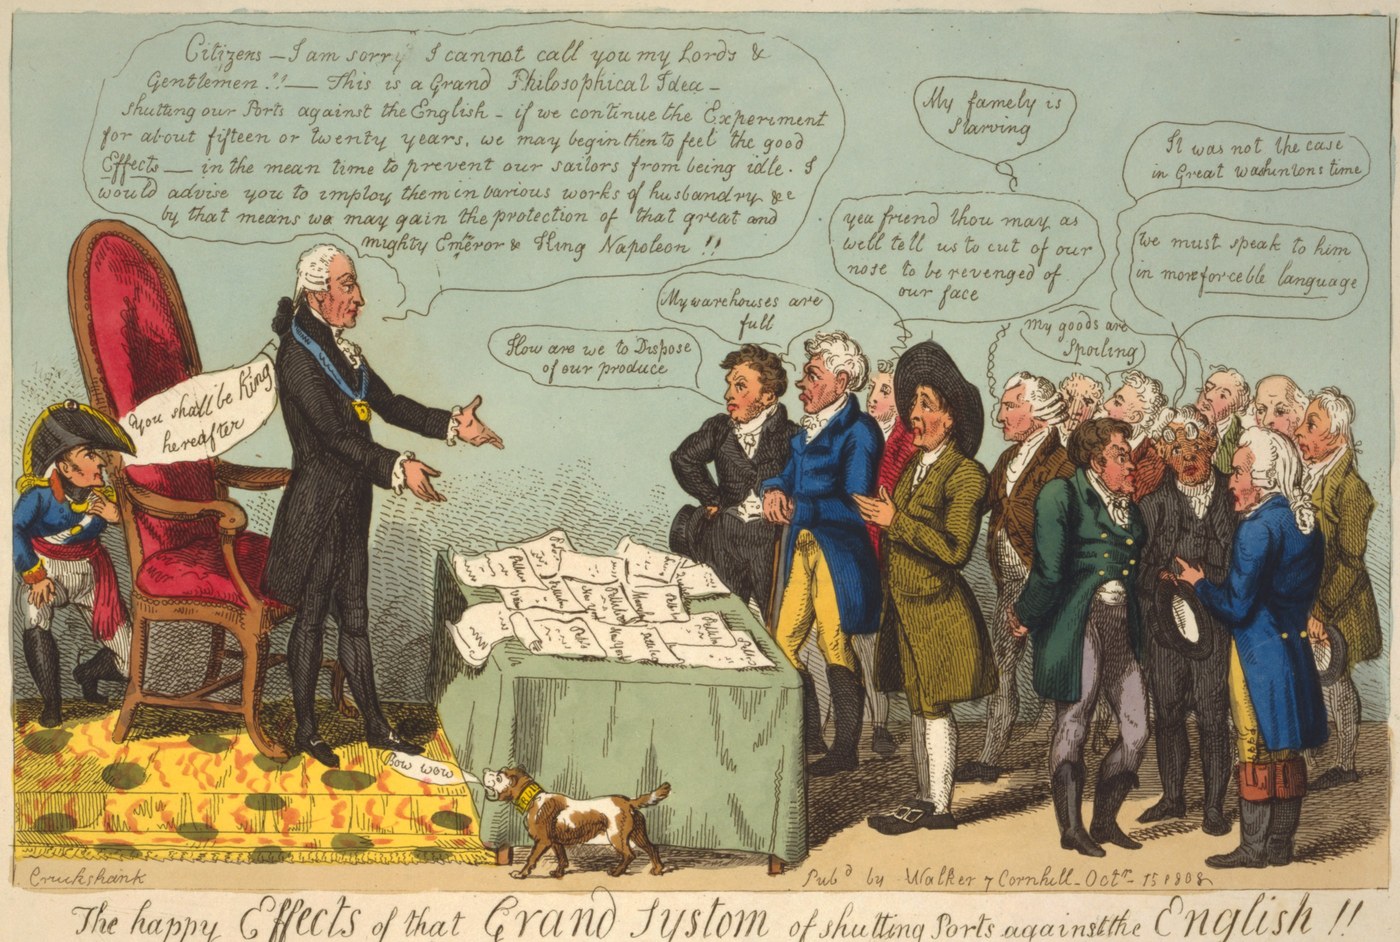 Citizens – I am sorry I cannot call you my Lords &
Gentlemen!! — This is a Grand Philosophical Idea –
shutting our Ports against the English – if we continue the Experiment
for about fifteen or twenty years, we may begin then to feel the good
Effects — in the mean time to prevent our sailors from being idle. I
would advise you to imploy them in various works of husbandry &c
by that means we may gain the protection of that great and
mighty Emperor & King Napoleon !!
My famely is
starving
It was not the case
in Great Washintons time
yea friend thou may as
well tell us to cut of our
nose to be revenged of
our face
we must speak to him
in more forceble language
My warehouses are
full
My goods are
Spoiling
How are we to Dispose
of our produce
You shall be King
hereafter
Bow wow
Cruckshank
Pubd by Walker 7 Cornhill – Octr – 15 1808
The happy Effects of that Grand Systom of shutting Ports against the English !!